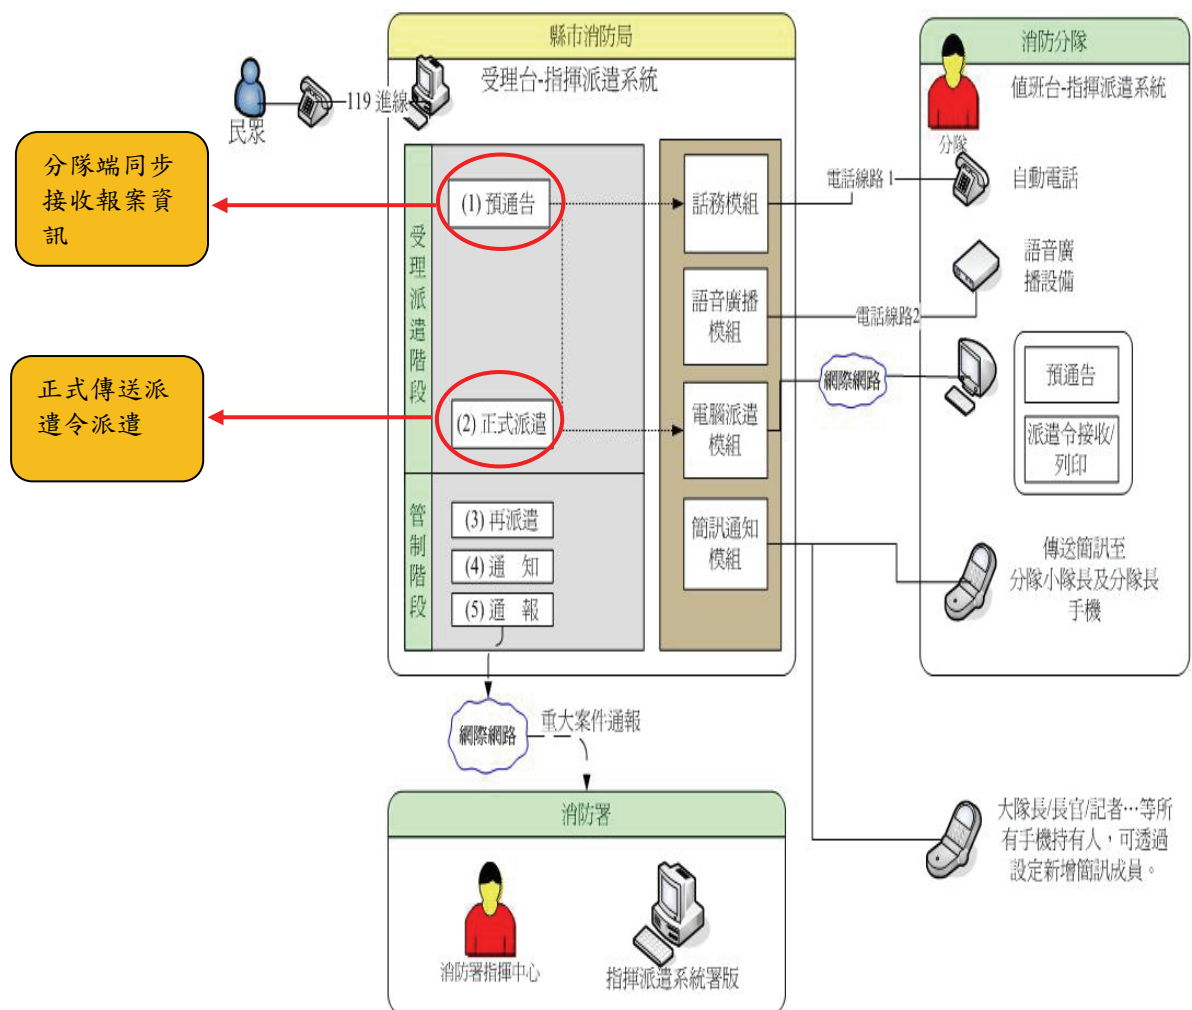 縣市消防局
受理台-指揮派遣系統
民眾
119 進線
分隊端同步
接收報案資
訊
正式傳送派
遣令派遣
受理派遣階段
(1) 預通告
(2) 正式派遣
管制階段
(3) 再派遣
(4) 通 知
(5) 通 報
話務模組
語音廣播
模組
電腦派遣
模組
簡訊通知
模組
電話線路 1
電話線路2
網際網路
消防分隊
值班台-指揮派遣系統
分隊
自動電話
語音廣
播設備
預通告
派遣令接收/
列印
傳送簡訊至
分隊小隊長及分隊長
手機
網際網路
重大案件通報
消防署
消防署指揮中心
指揮派遣系統署版
大隊長/長官/記者…等所
有手機持有人，可透過
設定新增簡訊成員。